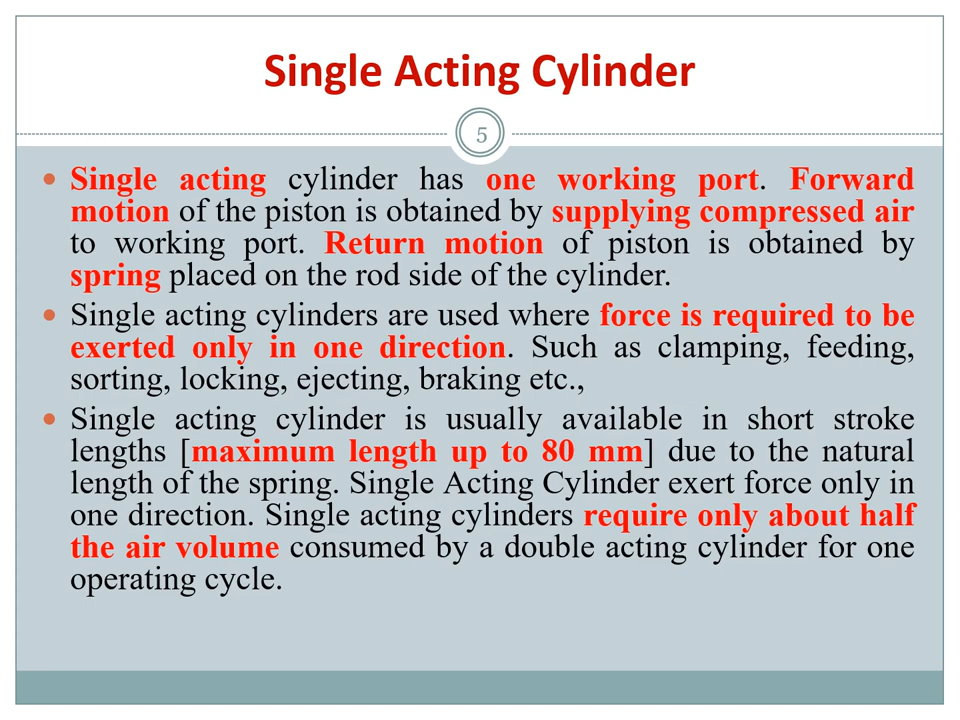 Single Acting Cylinder
5
• Single acting cylinder has one working port. Forward
motion of the piston is obtained by supplying compressed air
to working port. Return motion of piston is obtained by
spring placed on the rod side of the cylinder.
• Single acting cylinders are used where force is required to be
exerted only in one direction. Such as clamping, feeding,
sorting, locking, ejecting, braking etc.,
• Single acting cylinder is usually available in short stroke
lengths [maximum length up to 80 mm] due to the natural
length of the spring. Single Acting Cylinder exert force only in
one direction. Single acting cylinders require only about half
the air volume consumed by a double acting cylinder for one
operating cycle.